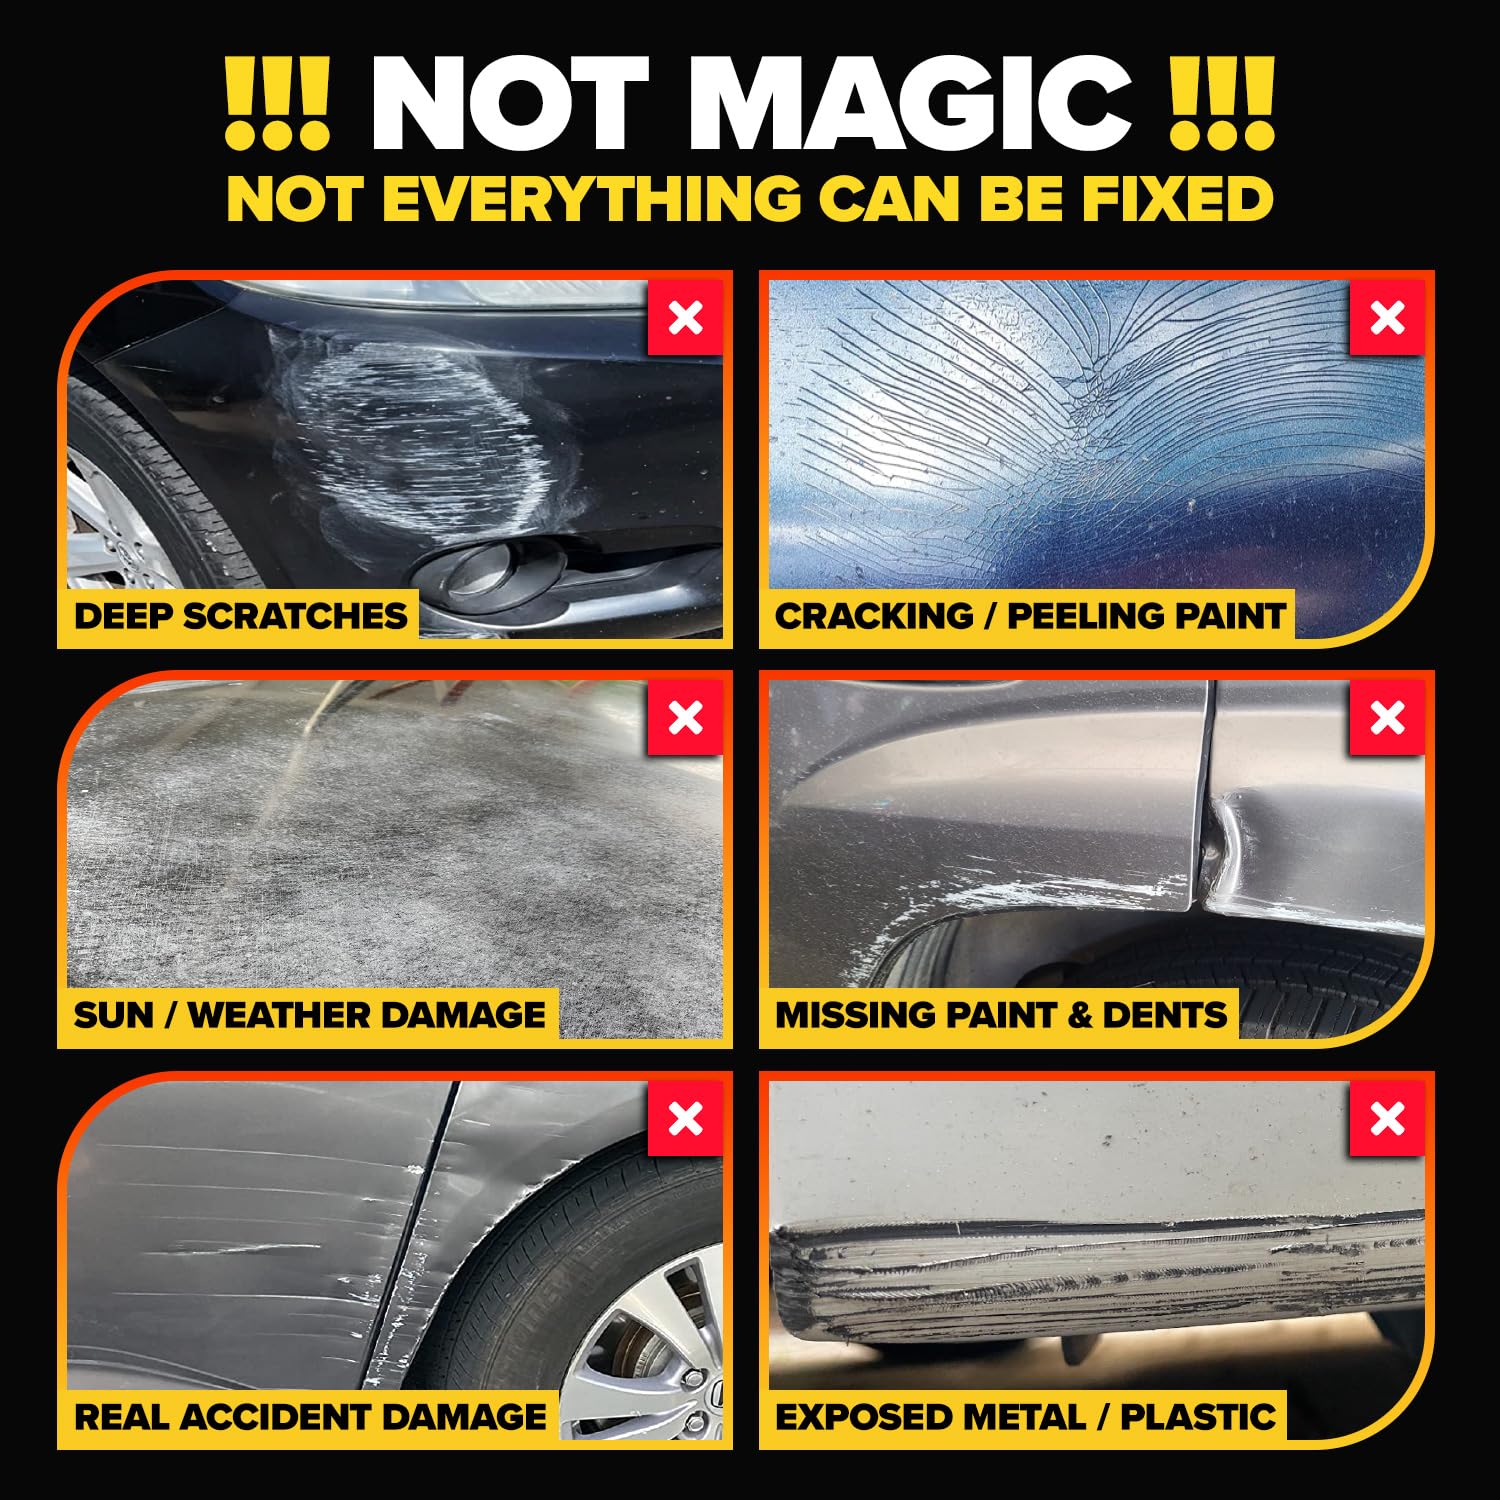 !!! NOT MAGIC !!!
NOT EVERYTHING CAN BE FIXED
DEEP SCRATCHES
CRACKING / PEELING PAINT
SUN / WEATHER DAMAGE
MISSING PAINT & DENTS
REAL ACCIDENT DAMAGE
EXPOSED METAL / PLASTIC